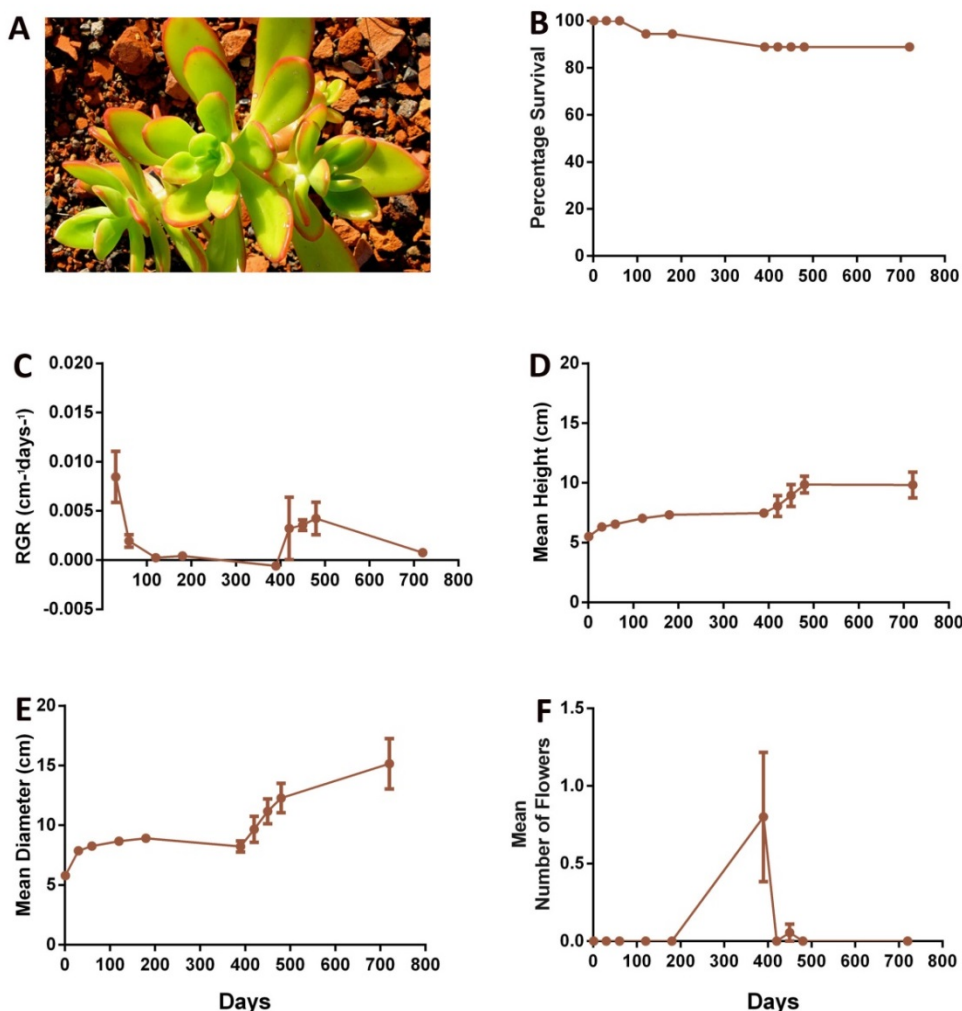 A
B
Percentage Survival
100
80
60
40
20
0
0 100 200 300 400 500 600 700 800
C
RGR (cm-¹days-¹)
0.020
0.015
0.010
0.005
0.000
-0.005
100 200 300 400 500 600 700 800
D
Mean Height (cm)
20
15
10
5
0
0 100 200 300 400 500 600 700 800
E
Mean Diameter (cm)
20
15
10
5
0
0 100 200 300 400 500 600 700 800
Days
F
Mean
Number of Flowers
1.5
1.0
0.5
0.0
0 100 200 300 400 500 600 700 800
Days